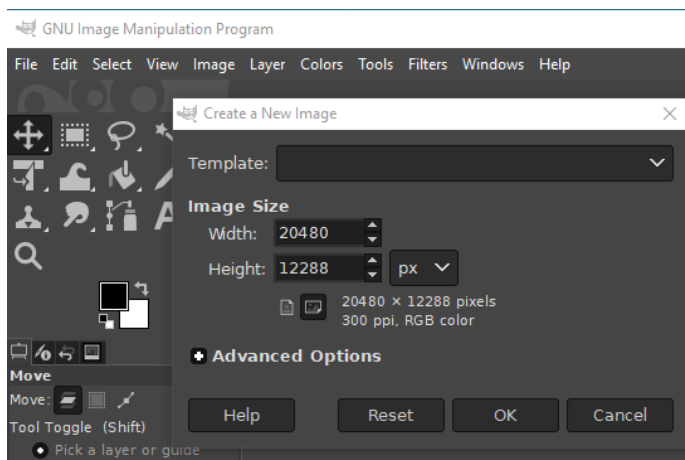 GNU Image Manipulation Program
File Edit Select View Image Layer Colors Tools Filters Windows Help
Create a New Image
Template:
Image Size
Width: 20480
Height: 12288 px
20480 × 12288 pixels
300 ppi, RGB color
Advanced Options
Help Reset OK Cancel
Move
Move:
Tool Toggle (Shift)
Pick a layer or guide